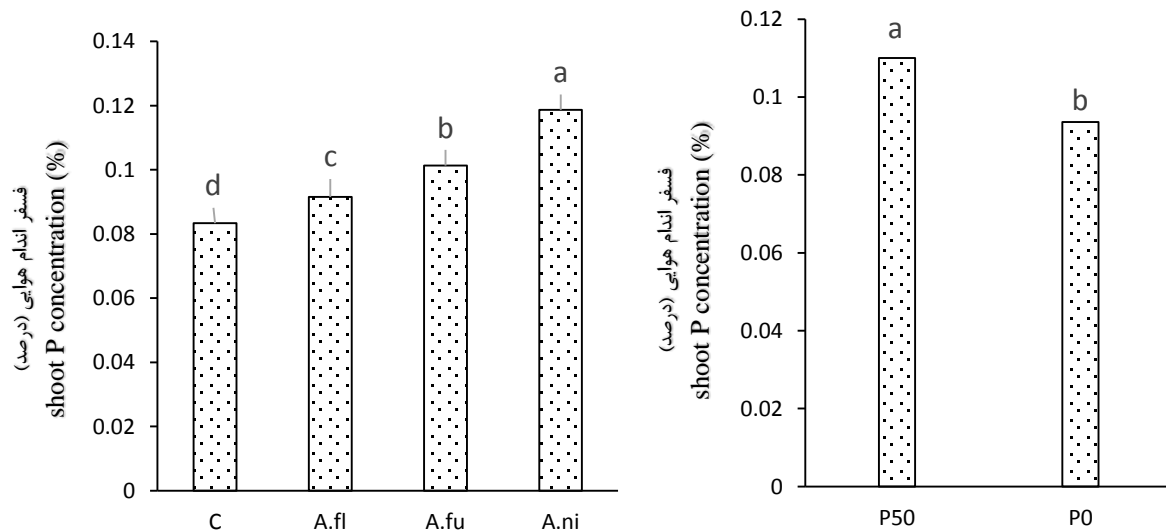 فسفر اندام هوایی (درصد)
shoot P concentration (%)
0.14
0.12
0.1
0.08
0.06
0.04
0.02
0
d
c
b
a
C
A.fl
A.fu
A.ni
فسفر اندام هوایی (درصد)
shoot P concentration (%)
0.12
0.1
0.08
0.06
0.04
0.02
0
a
b
P50
P0